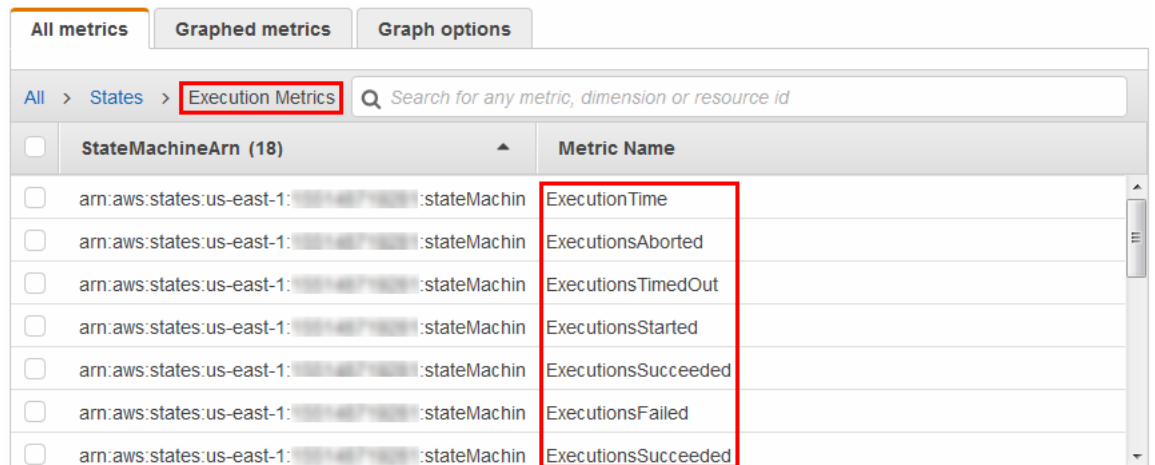 All metrics Graphed metrics Graph options
All > States > Execution Metrics Search for any metric, dimension or resource id
StateMachineArn (18) Metric Name
arn:aws:states:us-east-1: :stateMachin ExecutionTime
arn:aws:states:us-east-1: :stateMachin ExecutionsAborted
arn:aws:states:us-east-1: :stateMachin ExecutionsTimedOut
arn:aws:states:us-east-1: :stateMachin ExecutionsStarted
arn:aws:states:us-east-1: :stateMachin ExecutionsSucceeded
arn:aws:states:us-east-1: :stateMachin ExecutionsFailed
arn:aws:states:us-east-1: :stateMachin ExecutionsSucceeded